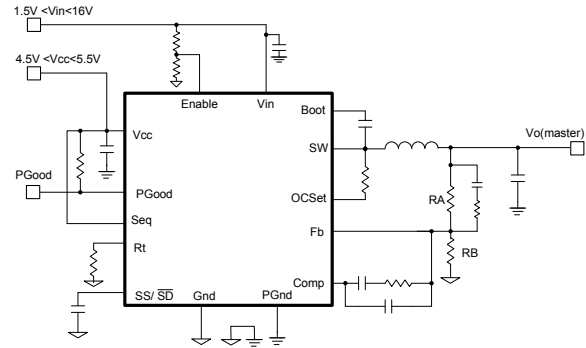 1.5V <Vin<16V
4.5V <Vcc<5.5V
Enable
Vin
Boot
Vcc
SW
Vo(master)
PGood
PGood
OCSet
RA
Seq
Fb
Rt
RB
Comp
SS/ SD
Gnd
PGnd